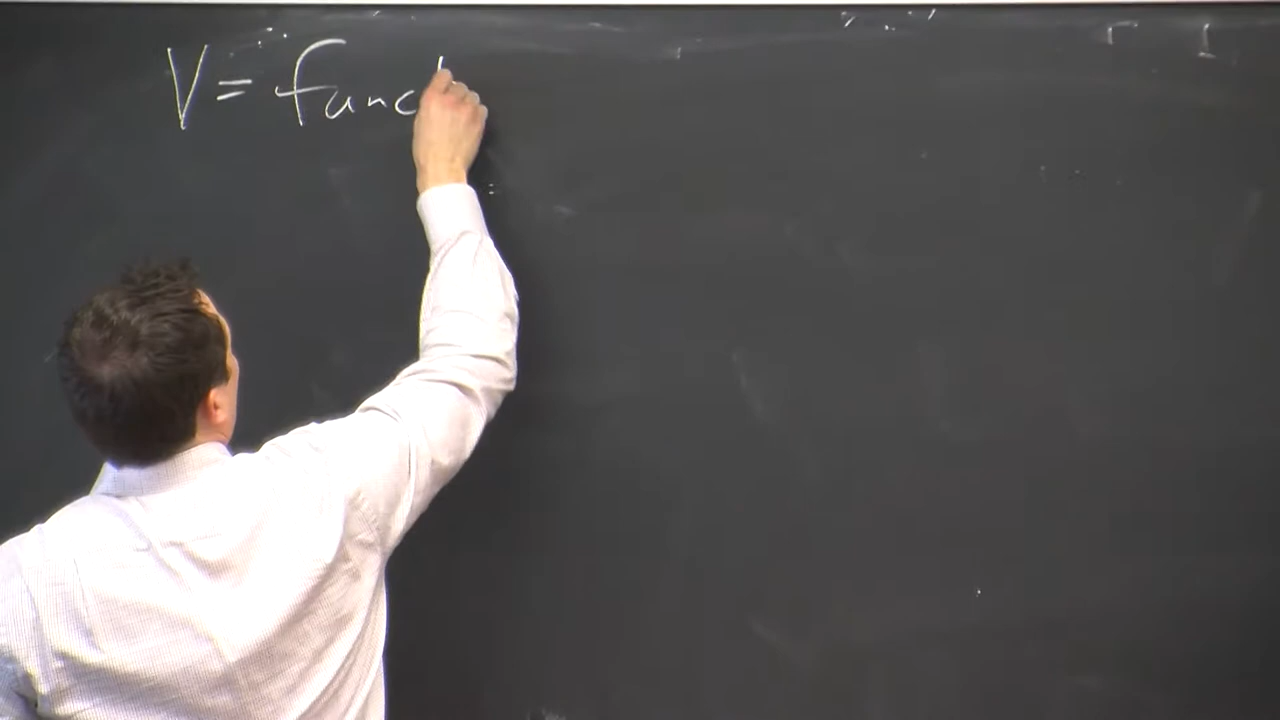 V = func